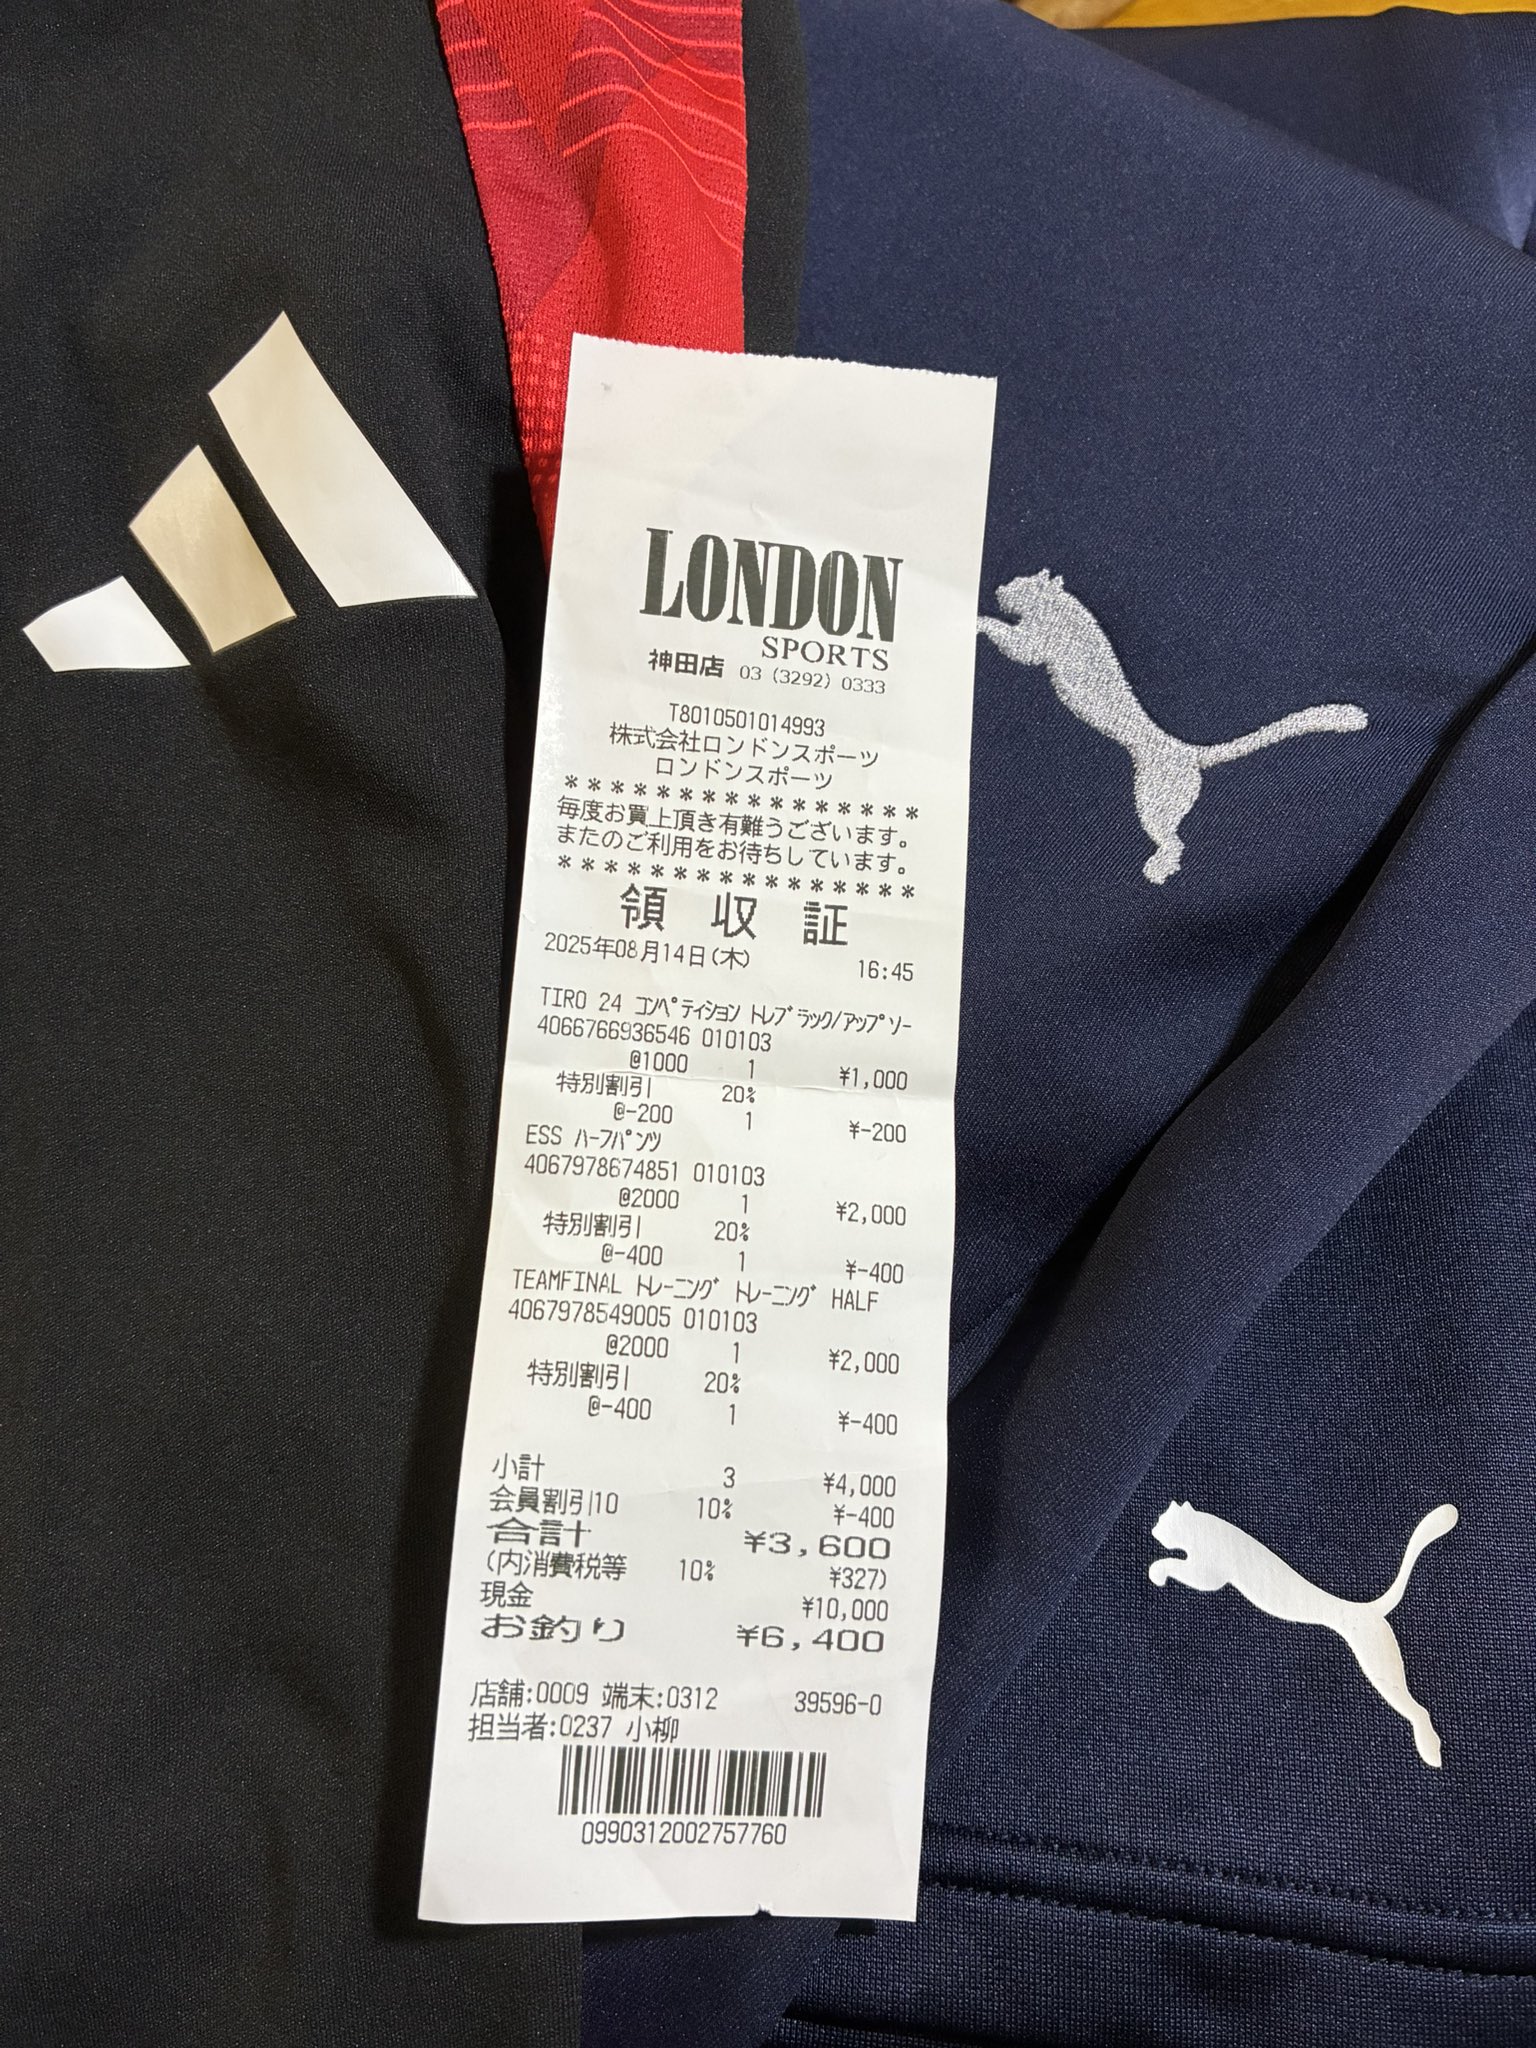 LONDON
SPORTS
神田店 03 (3292) 0333
T8010501014993
株式会社ロンドンスポーツ
ロンドンスポーツ
****************
毎度お買上頂き有難うございます。
またのご利用をお待ちしています。
****************
領 収 証
2025年08月14日(木) 16:45
TIRO 24 ｺﾝﾍﾟﾃｨｼｮﾝ ﾄﾚﾌﾞﾗｯｸ/ｱｯﾌﾟｿｰ
4066766936546 010103
@1000 1 ¥1,000
特別割引 20%
@-200 1 ¥-200
ESS ﾊｰﾌﾊﾟﾝﾂ
4067978674851 010103
@2000 1 ¥2,000
特別割引 20%
@-400 1 ¥-400
TEAMFINAL ﾄﾚｰﾆﾝｸﾞ ﾄﾚｰﾆﾝｸﾞ HALF
4067978549005 010103
@2000 1 ¥2,000
特別割引 20%
@-400 1 ¥-400
小計 3 ¥4,000
会員割引10 10% ¥-400
合計 ¥3,600
(内消費税等 10% ¥327)
現金 ¥10,000
お釣り ¥6,400
店舗:0009 端末:0312 39596-0
担当者:0237 小柳
0990312002757760